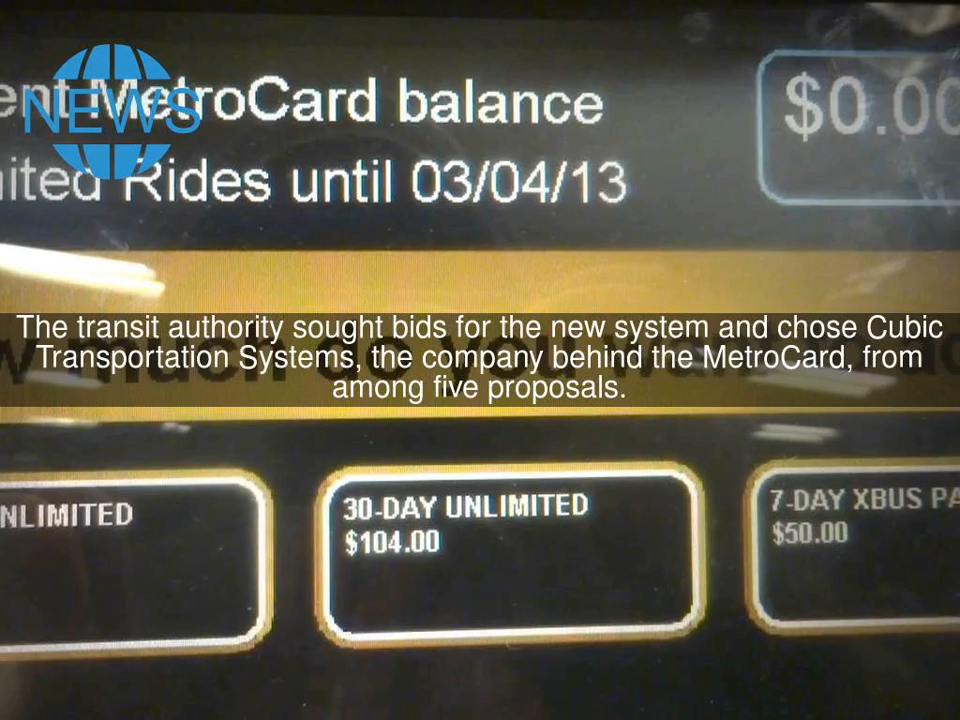 NEWS
ent MetroCard balance
$0.00
ited Rides until 03/04/13
The transit authority sought bids for the new system and chose Cubic
Transportation Systems, the company behind the MetroCard, from
among five proposals.
NLIMITED
30-DAY UNLIMITED
$104.00
7-DAY XBUS PA
$50.00